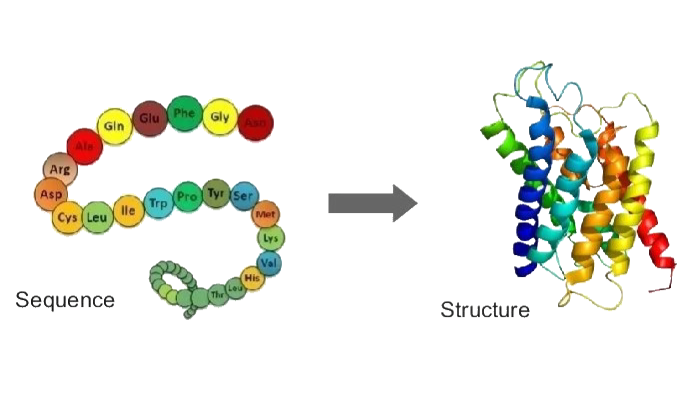 Gln Glu Phe Gly Asn
Ala
Arg
Asp
Cys Leu Ile Trp Pro Tyr Ser
Met
Lys
Val
His
Thr Leu
Sequence
Structure